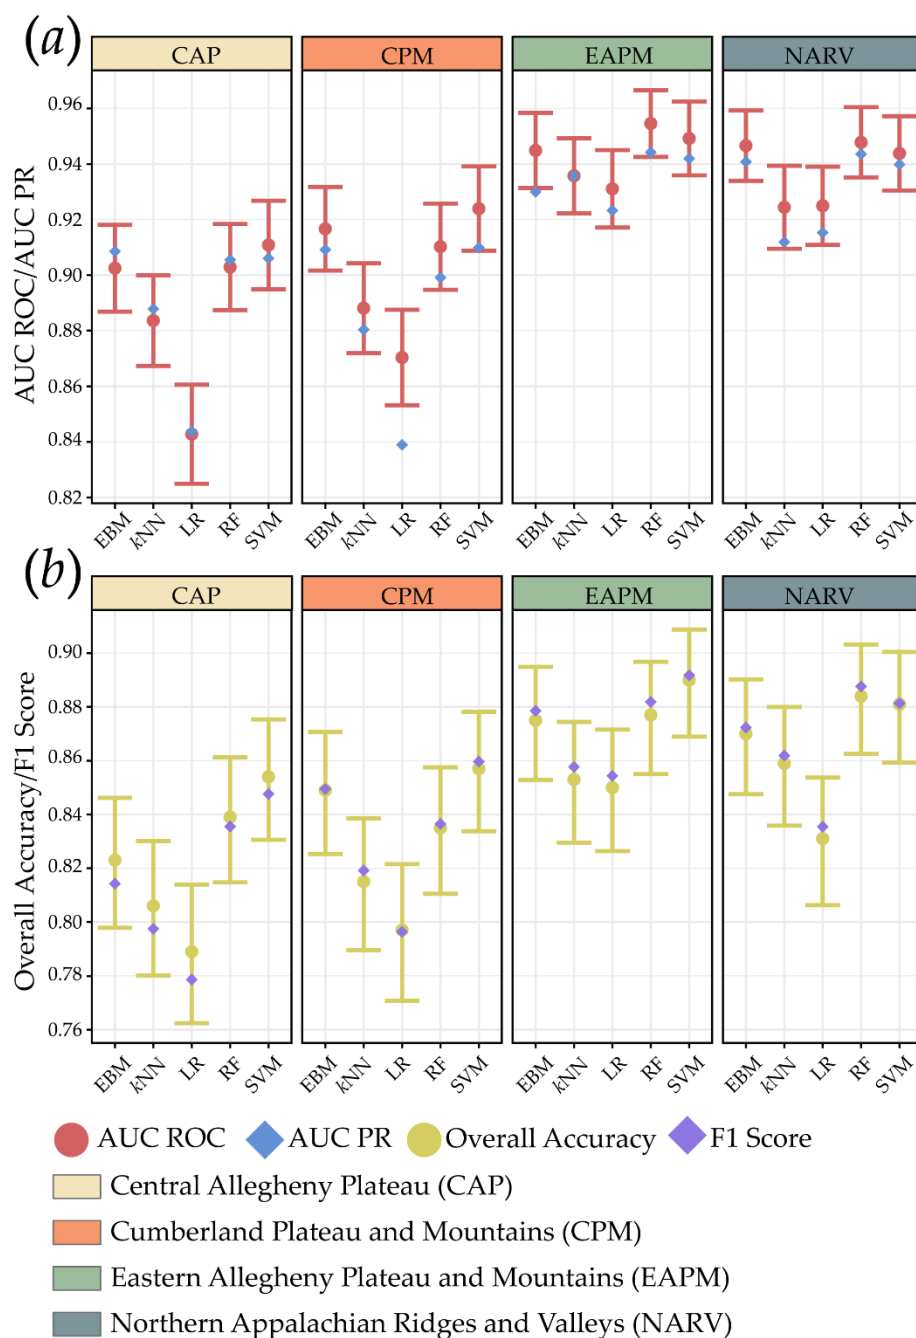 (a)
CAP CPM EAPM NARV
AUC ROC/AUC PR
0.96
0.94
0.92
0.90
0.88
0.86
0.84
0.82
EBM kNN LR RF SVM EBM kNN LR RF SVM EBM kNN LR RF SVM EBM kNN LR RF SVM
(b)
CAP CPM EAPM NARV
Overall Accuracy/F1 Score
0.90
0.88
0.86
0.84
0.82
0.80
0.78
0.76
EBM kNN LR RF SVM EBM kNN LR RF SVM EBM kNN LR RF SVM EBM kNN LR RF SVM
AUC ROC AUC PR Overall Accuracy F1 Score
Central Allegheny Plateau (CAP)
Cumberland Plateau and Mountains (CPM)
Eastern Allegheny Plateau and Mountains (EAPM)
Northern Appalachian Ridges and Valleys (NARV)